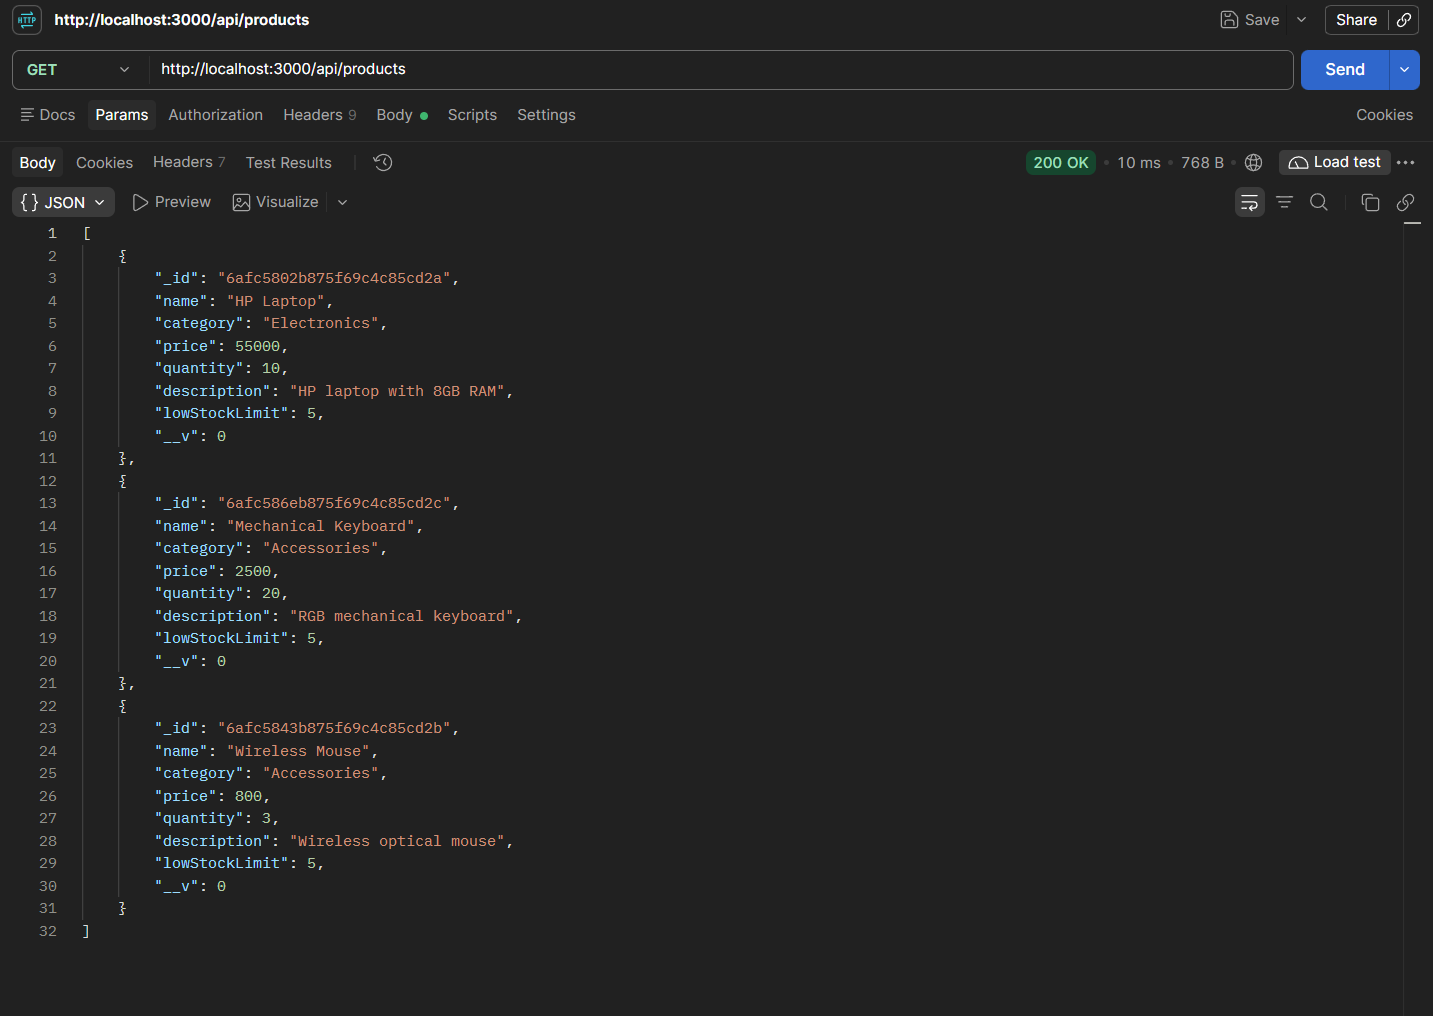 HTTP http://localhost:3000/api/products Save Share
GET http://localhost:3000/api/products Send
Docs Params Authorization Headers 9 Body Scripts Settings Cookies
Body Cookies Headers 7 Test Results 200 OK • 10 ms • 768 B • Load test
{} JSON Preview Visualize
1 [
2 {
3 "_id": "6afc5802b875f69c4c85cd2a",
4 "name": "HP Laptop",
5 "category": "Electronics",
6 "price": 55000,
7 "quantity": 10,
8 "description": "HP laptop with 8GB RAM",
9 "lowStockLimit": 5,
10 "__v": 0
11 },
12 {
13 "_id": "6afc586eb875f69c4c85cd2c",
14 "name": "Mechanical Keyboard",
15 "category": "Accessories",
16 "price": 2500,
17 "quantity": 20,
18 "description": "RGB mechanical keyboard",
19 "lowStockLimit": 5,
20 "__v": 0
21 },
22 {
23 "_id": "6afc5843b875f69c4c85cd2b",
24 "name": "Wireless Mouse",
25 "category": "Accessories",
26 "price": 800,
27 "quantity": 3,
28 "description": "Wireless optical mouse",
29 "lowStockLimit": 5,
30 "__v": 0
31 }
32 ]